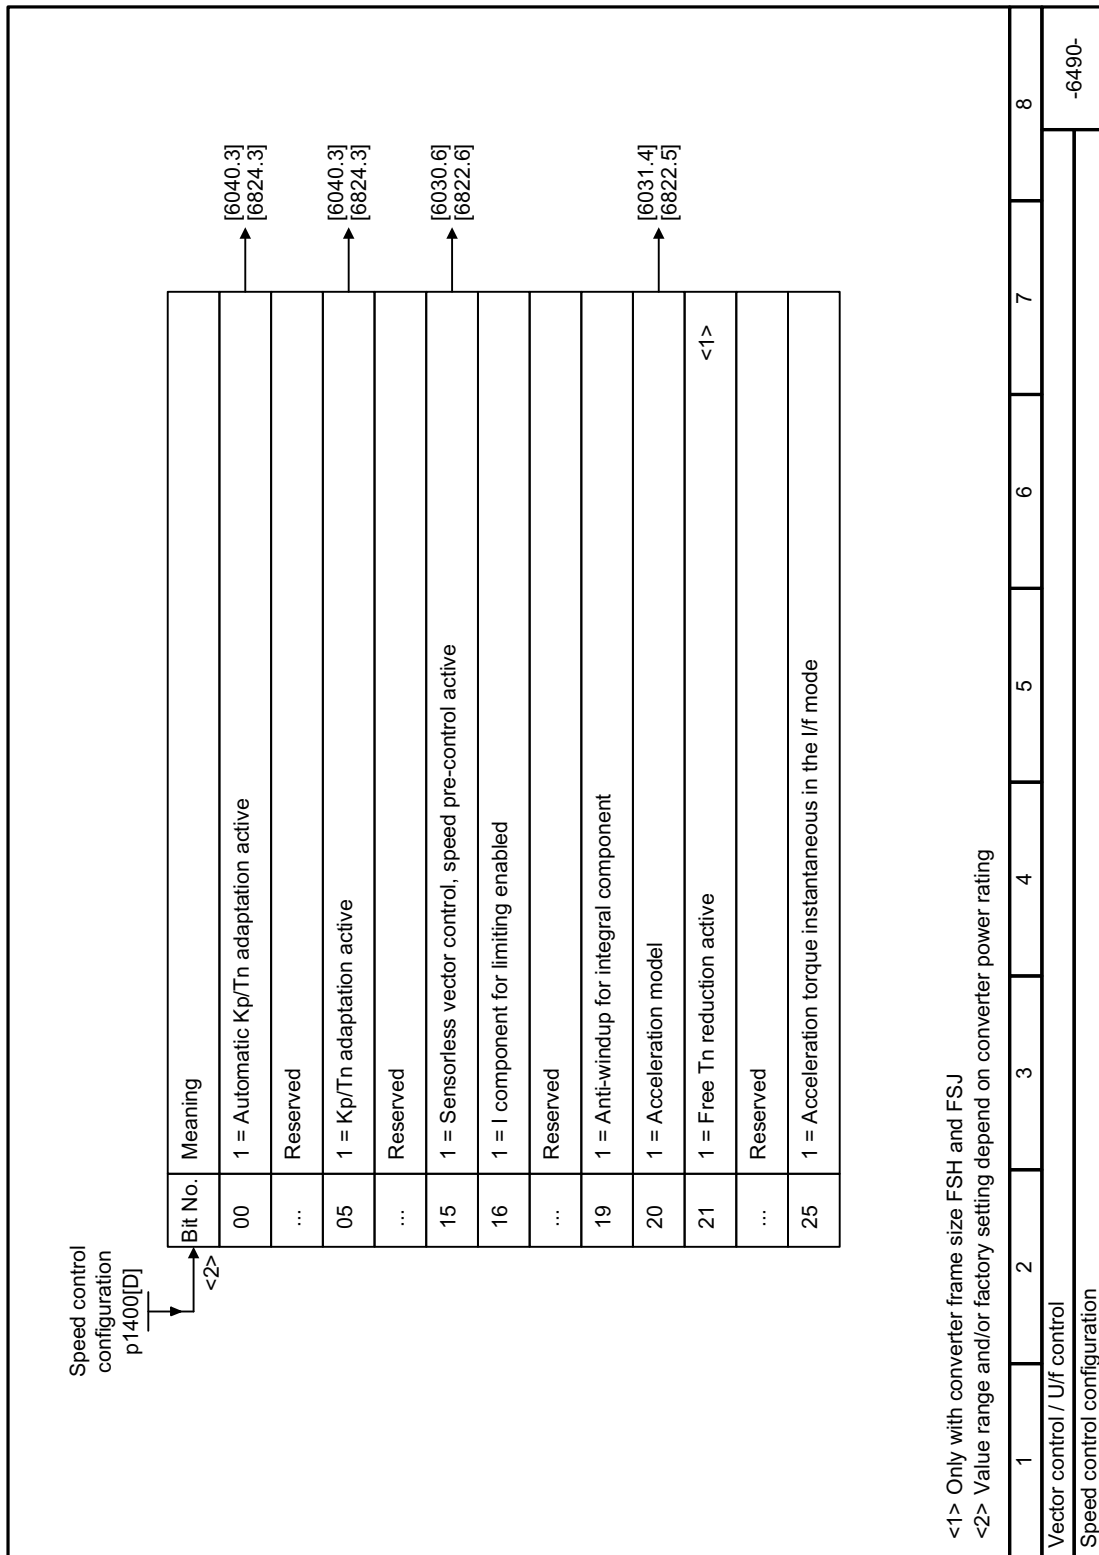 Speed control
configuration
p1400[D]
<2>
Bit No. Meaning
00 1 = Automatic Kp/Tn adaptation active
[6040.3]
[6824.3]
... Reserved
05 1 = Kp/Tn adaptation active
[6040.3]
[6824.3]
... Reserved
15 1 = Sensorless vector control, speed pre-control active
[6030.6]
[6822.6]
16 1 = I component for limiting enabled
... Reserved
19 1 = Anti-windup for integral component
20 1 = Acceleration model
[6031.4]
[6822.5]
21 1 = Free Tn reduction active <1>
... Reserved
25 1 = Acceleration torque instantaneous in the I/f mode
<1> Only with converter frame size FSH and FSJ
<2> Value range and/or factory setting depend on converter power rating
1 2 3 4 5 6 7 8
Vector control / U/f control
Speed control configuration
-6490-